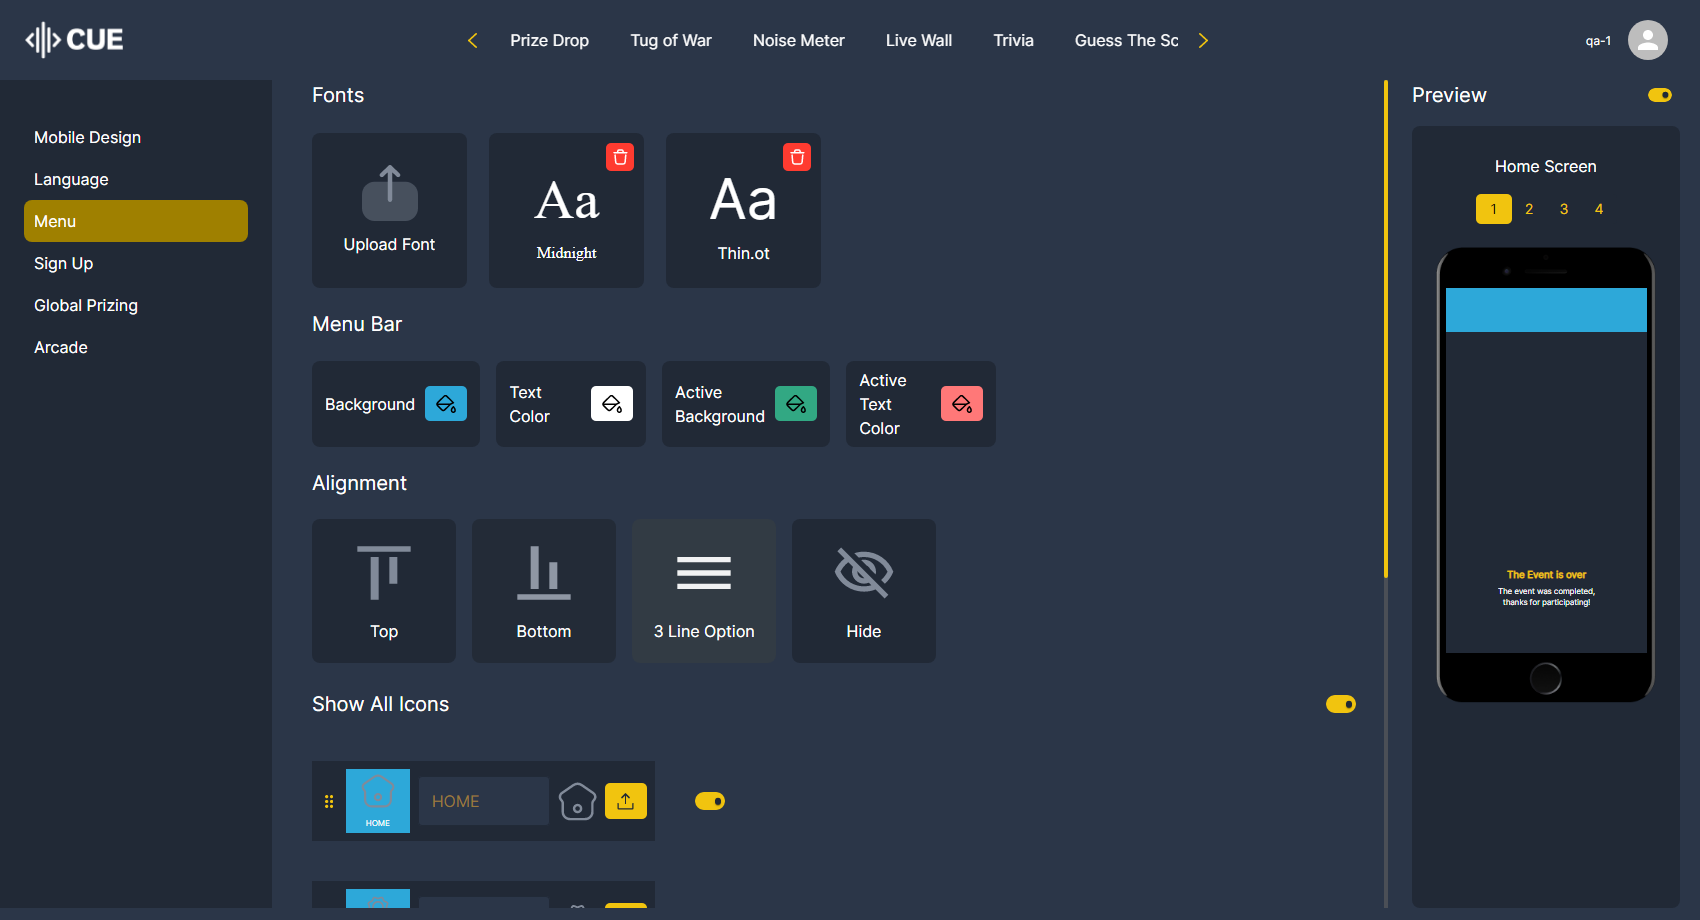 CUE
Prize Drop
Tug of War
Noise Meter
Live Wall
Trivia
Guess The Sc
qa-1
Mobile Design
Language
Menu
Sign Up
Global Prizing
Arcade
Fonts
Upload Font
Aa
Midnight
Aa
Thin.ot
Menu Bar
Background
Text
Color
Active
Background
Active
Text
Color
Alignment
Top
Bottom
3 Line Option
Hide
Show All Icons
HOME
HOME
Preview
Home Screen
1 2 3 4
The Event is over
The event was completed,
thanks for participating!